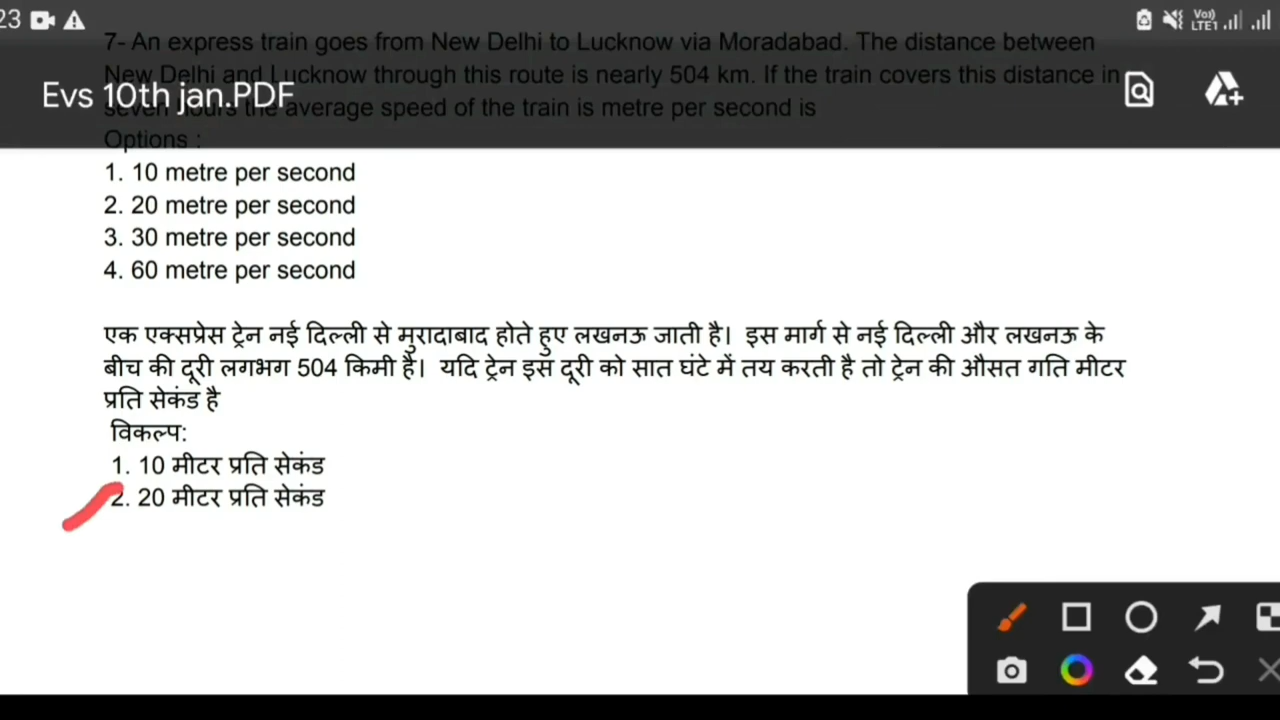 23
Vo)
LTE1
7- An express train goes from New Delhi to Lucknow via Moradabad. The distance between
New Delhi and Lucknow through this route is nearly 504 km. If the train covers this distance in
Evs 10th jan.PDF
seven hours the average speed of the train is metre per second is
Options :
1. 10 metre per second
2. 20 metre per second
3. 30 metre per second
4. 60 metre per second
एक एक्सप्रेस ट्रेन नई दिल्ली से मुरादाबाद होते हुए लखनऊ जाती है। इस मार्ग से नई दिल्ली और लखनऊ के
बीच की दूरी लगभग 504 किमी है। यदि ट्रेन इस दूरी को सात घंटे में तय करती है तो ट्रेन की औसत गति मीटर
प्रति सेकंड है
विकल्प:
1. 10 मीटर प्रति सेकंड
2. 20 मीटर प्रति सेकंड